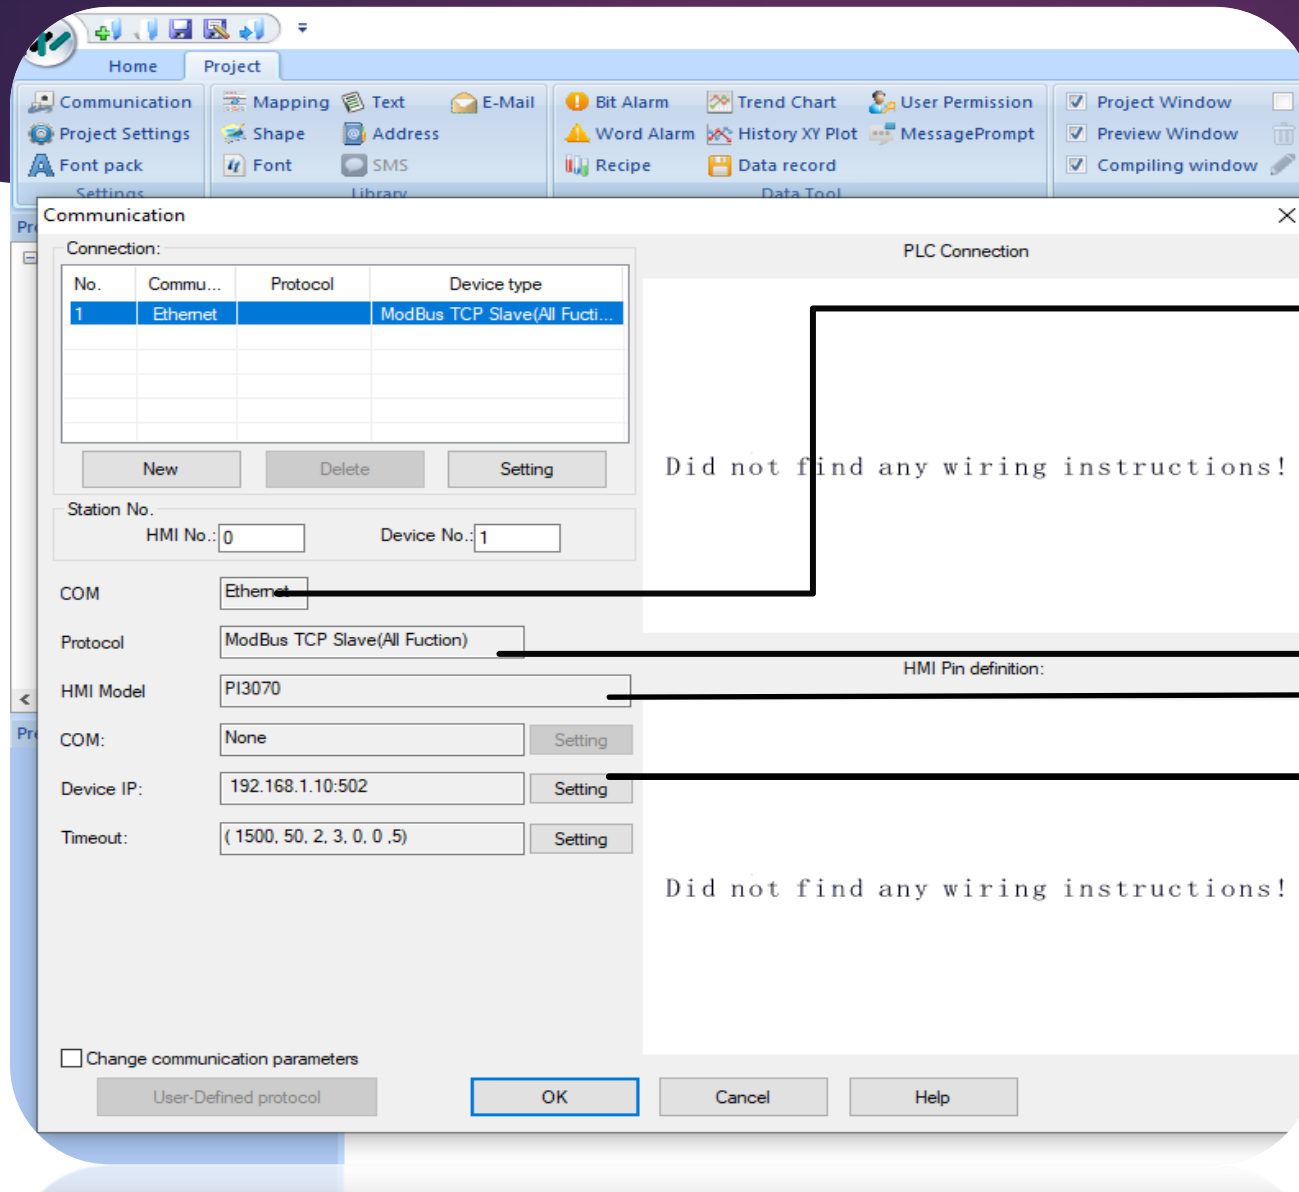 Home Project
Communication Mapping Text E-Mail Bit Alarm Trend Chart User Permission Project Window
Project Settings Shape Address Word Alarm History XY Plot MessagePrompt Preview Window
Font pack Font SMS Recipe Data record Compiling window
Settings Library Data Tool
Communication
Connection: PLC Connection
No. Commu... Protocol Device type
1 Ethernet ModBus TCP Slave(All Fucti...
New Delete Setting
Did not find any wiring instructions!
Station No.
HMI No.: 0 Device No.: 1
COM Ethernet
Protocol ModBus TCP Slave(All Fuction)
HMI Pin definition:
HMI Model PI3070
COM: None Setting
Device IP: 192.168.1.10:502 Setting
Timeout: ( 1500, 50, 2, 3, 0, 0 ,5) Setting
Did not find any wiring instructions!
Change communication parameters
User-Defined protocol OK Cancel Help